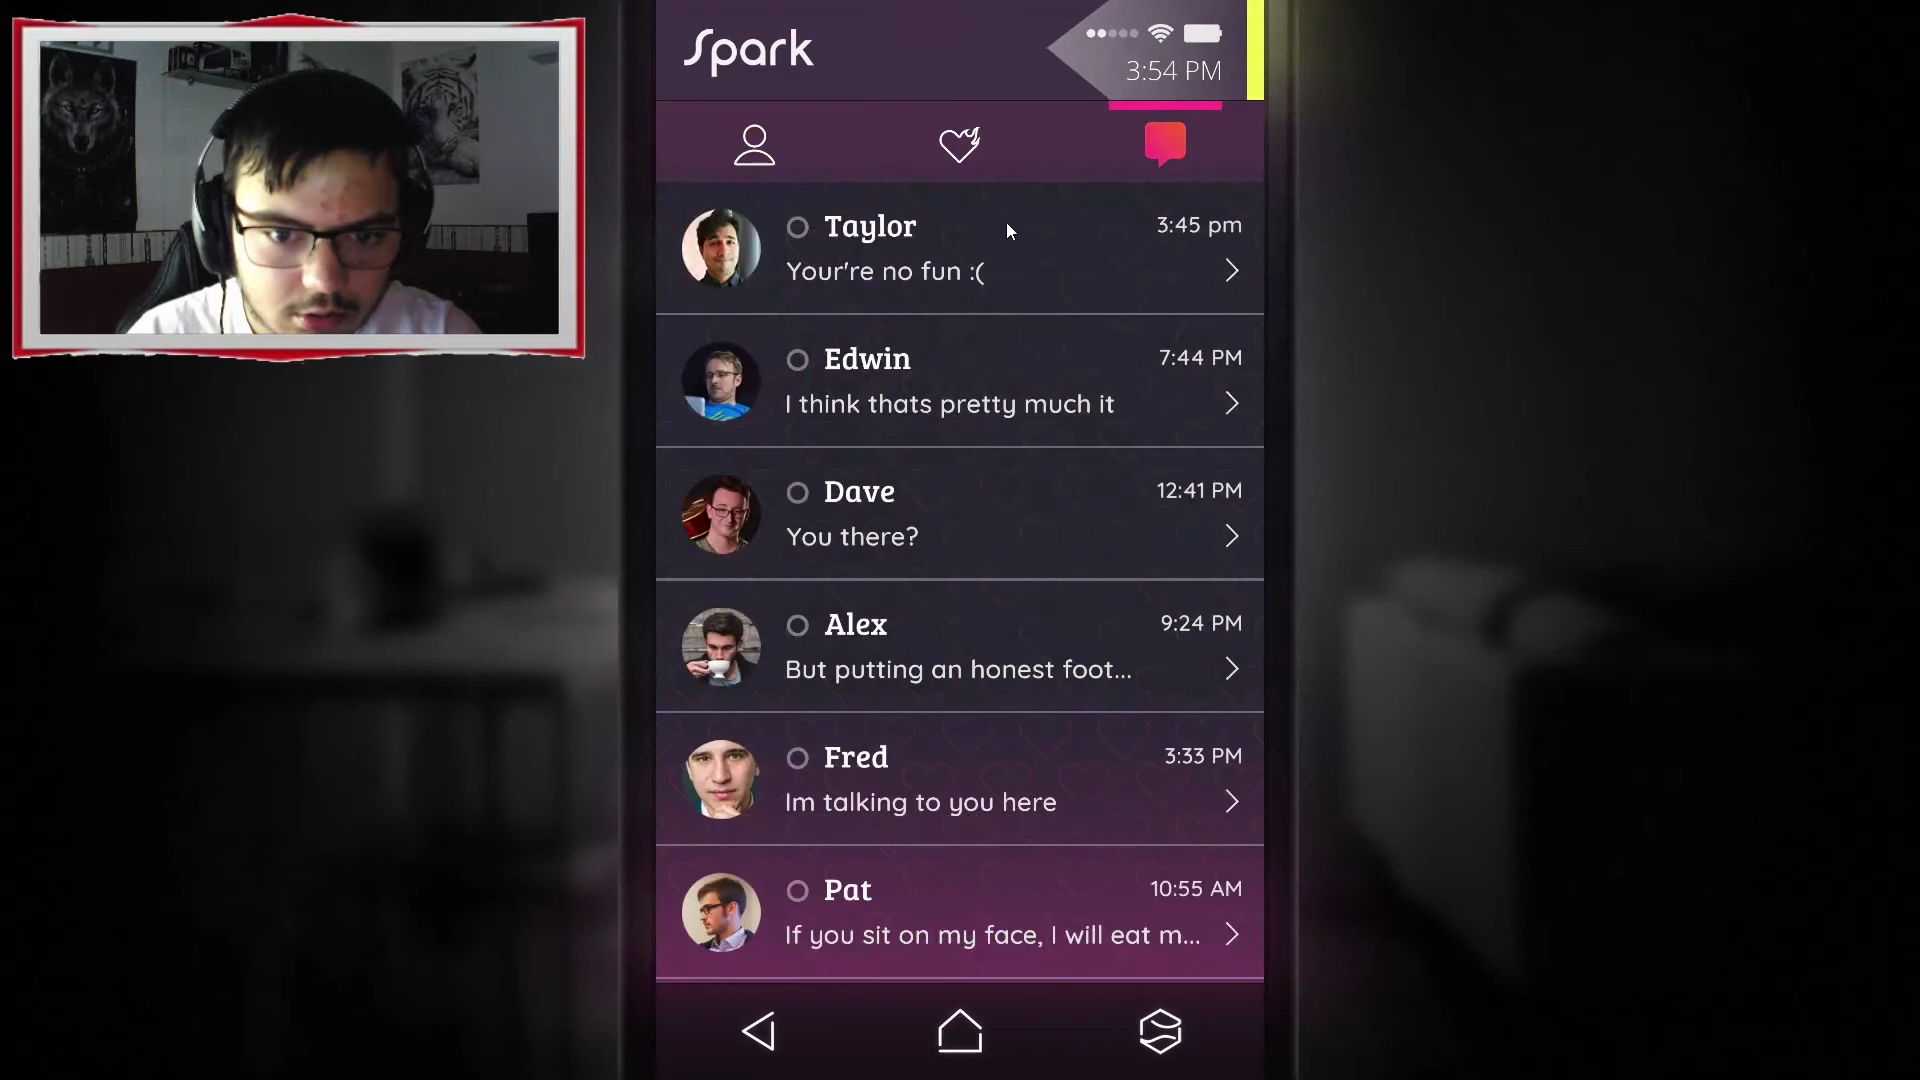 Spark
3:54 PM
Taylor
3:45 pm
Your're no fun :(
Edwin
7:44 PM
I think thats pretty much it
Dave
12:41 PM
You there?
Alex
9:24 PM
But putting an honest foot...
Fred
3:33 PM
Im talking to you here
Pat
10:55 AM
If you sit on my face, I will eat m...